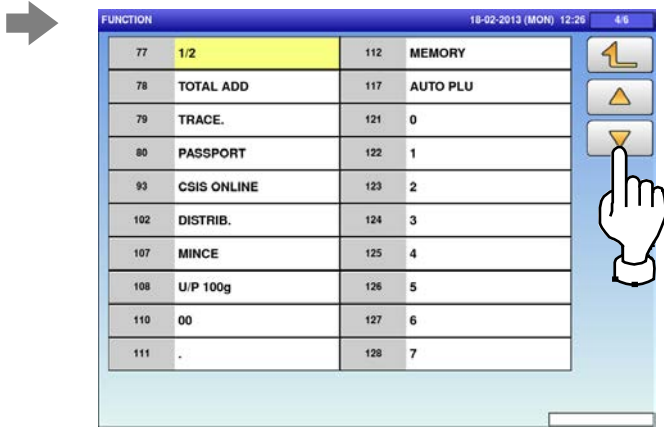 FUNCTION 18-02-2013 (MON) 12:26 4/6
77 1/2 112 MEMORY
78 TOTAL ADD 117 AUTO PLU
79 TRACE. 121 0
80 PASSPORT 122 1
93 CSIS ONLINE 123 2
102 DISTRIB. 124 3
107 MINCE 125 4
108 U/P 100g 126 5
110 00 127 6
111 . 128 7